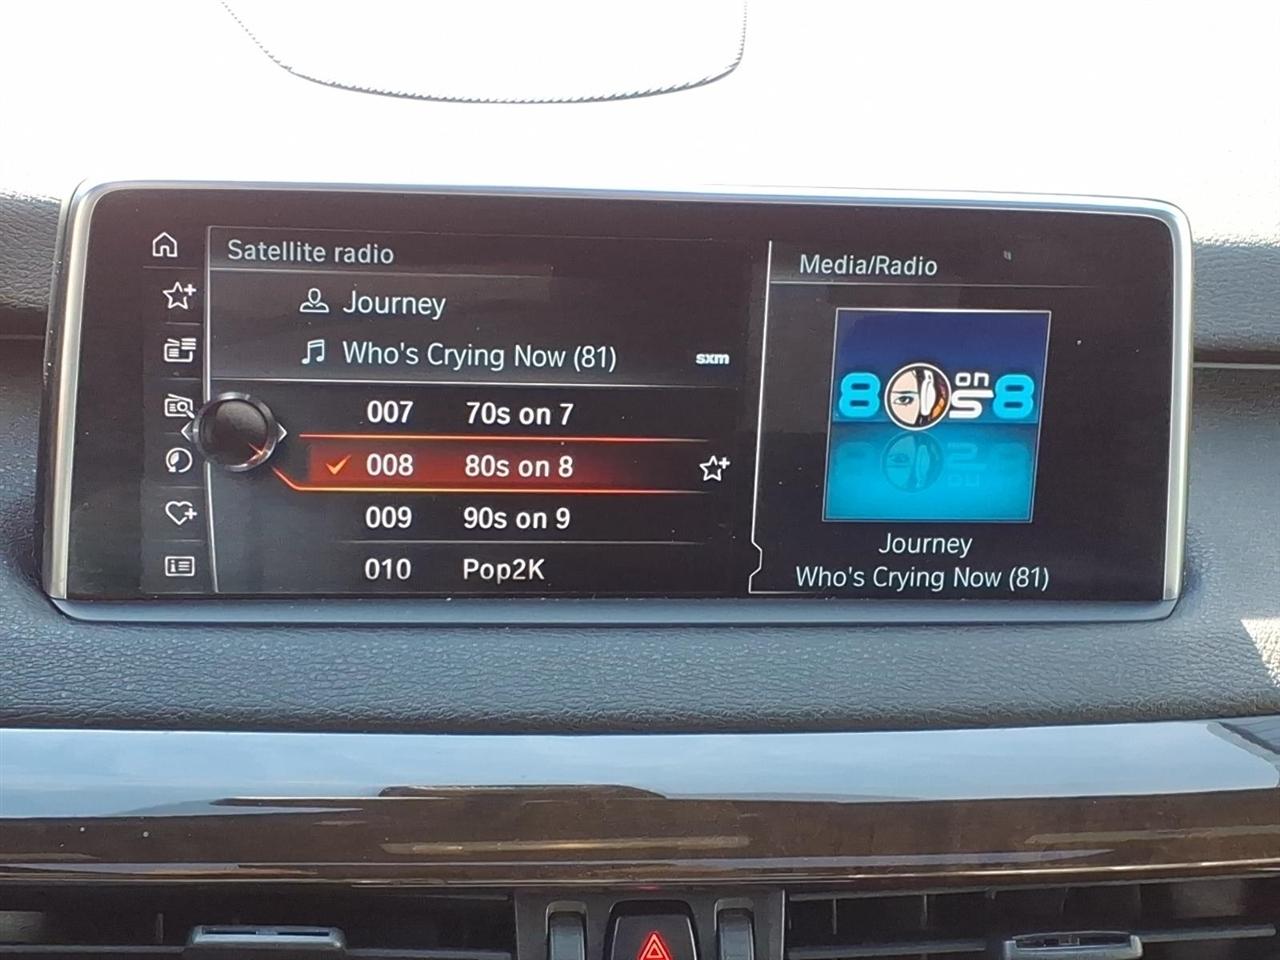 Satellite radio
Journey
Who's Crying Now (81)
sxm
007 70s on 7
008 80s on 8
009 90s on 9
010 Pop2K
Media/Radio
80s on 8
Journey
Who's Crying Now (81)